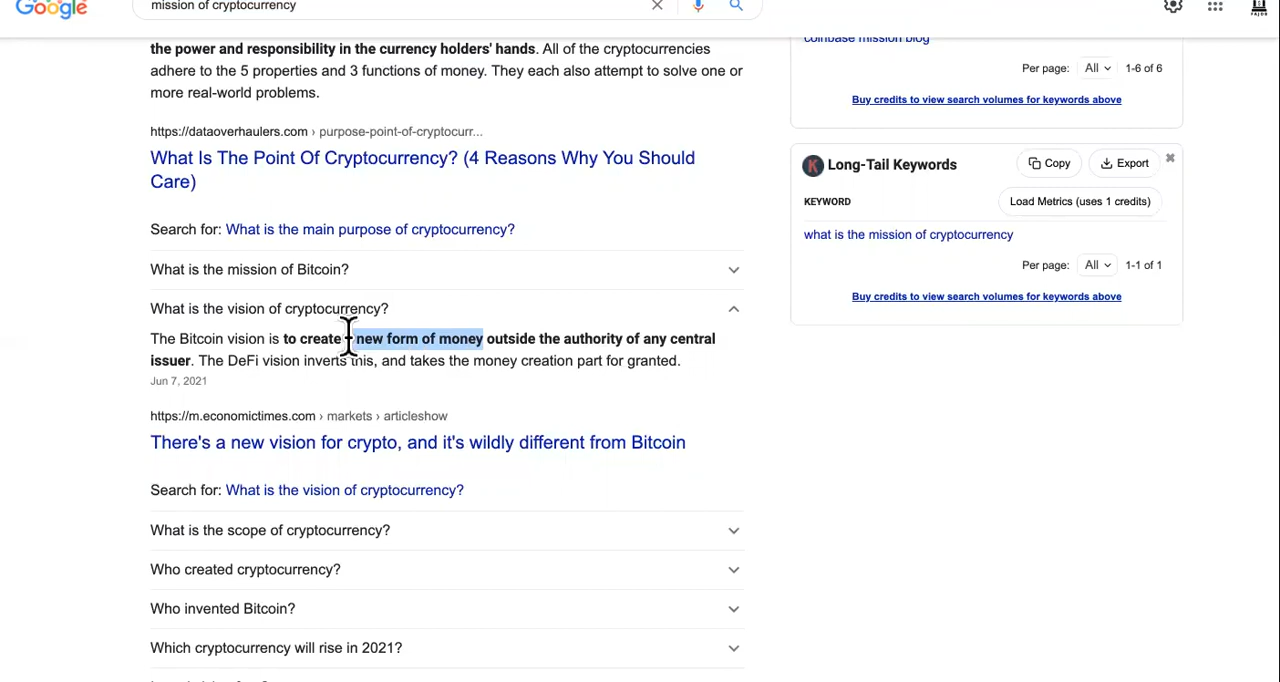 Google
mission of cryptocurrency
the power and responsibility in the currency holders' hands. All of the cryptocurrencies
adhere to the 5 properties and 3 functions of money. They each also attempt to solve one or
more real-world problems.
https://dataoverhaulers.com › purpose-point-of-cryptocurr...
What Is The Point Of Cryptocurrency? (4 Reasons Why You Should
Care)
Search for: What is the main purpose of cryptocurrency?
What is the mission of Bitcoin?
What is the vision of cryptocurrency?
The Bitcoin vision is to create new form of money outside the authority of any central
issuer. The DeFi vision inverts this, and takes the money creation part for granted.
Jun 7, 2021
https://m.economictimes.com › markets › articleshow
There's a new vision for crypto, and it's wildly different from Bitcoin
Search for: What is the vision of cryptocurrency?
What is the scope of cryptocurrency?
Who created cryptocurrency?
Who invented Bitcoin?
Which cryptocurrency will rise in 2021?
coinbase mission blog
Per page: All 1-6 of 6
Buy credits to view search volumes for keywords above
K Long-Tail Keywords
Copy
Export
KEYWORD
Load Metrics (uses 1 credits)
what is the mission of cryptocurrency
Per page: All 1-1 of 1
Buy credits to view search volumes for keywords above